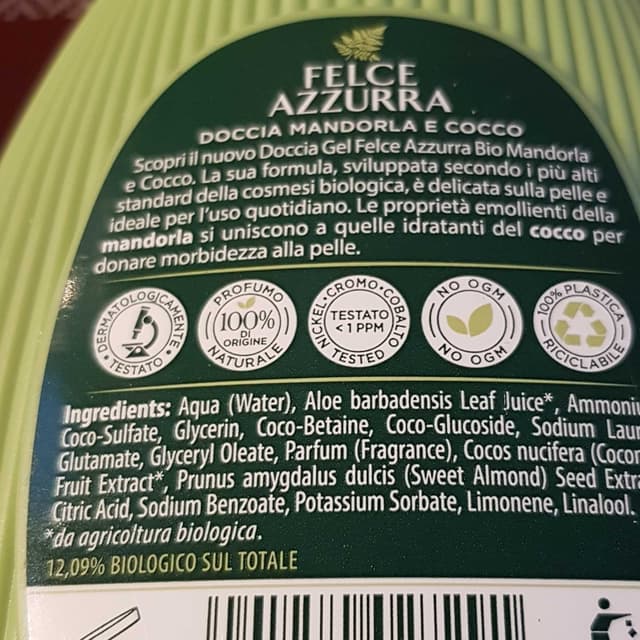 FELCE
AZZURRA
DOCCIA MANDORLA E COCCO
Scopri il nuovo Doccia Gel Felce Azzurra Bio Mandorla
e Cocco. La sua formula, sviluppata secondo i più alti
standard della cosmesi biologica, è delicata sulla pelle e
ideale per l'uso quotidiano. Le proprietà emollienti della
mandorla si uniscono a quelle idratanti del cocco per
donare morbidezza alla pelle.
DERMATOLOGICAMENTE
• TESTATO •
PROFUMO
100%
DI
ORIGINE
NATURALE
NICKEL • CROMO • COBALTO
TESTATO
<1 PPM
TESTED
NO OGM
NO OGM
100% PLASTICA
RICICLABILE
Ingredients: Aqua (Water), Aloe barbadensis Leaf Juice*,
Coco-Sulfate, Glycerin, Coco-Betaine, Coco-Glucoside, Sodium
Glutamate, Glyceryl Oleate, Parfum (Fragrance), Cocos nucifera
Fruit Extract*, Prunus amygdalus dulcis (Sweet Almond) Seed
Citric Acid, Sodium Benzoate, Potassium Sorbate, Limonene, Linalool.
*da agricoltura biologica.
12,09% BIOLOGICO SUL TOTALE